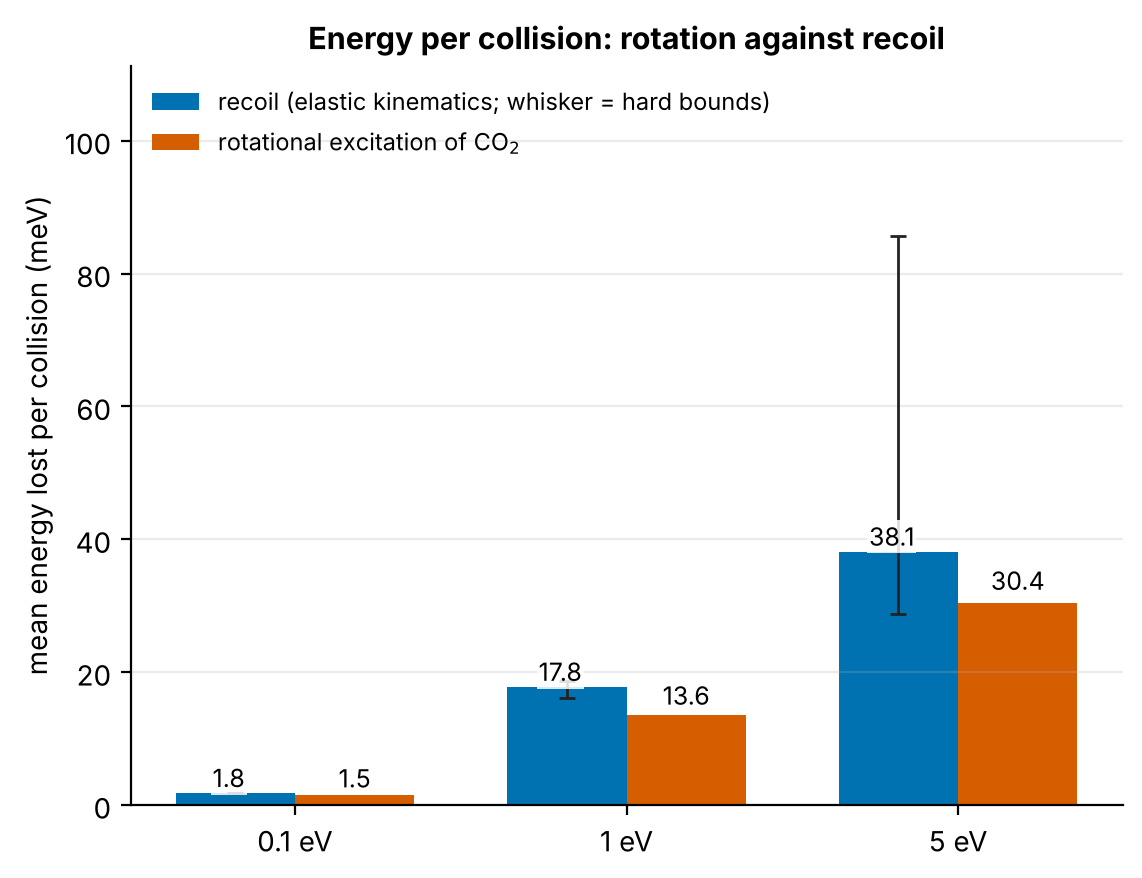 Energy per collision: rotation against recoil
recoil (elastic kinematics; whisker = hard bounds)
rotational excitation of CO₂
mean energy lost per collision (meV)
100
80
60
40
20
0
1.8
1.5
17.8
13.6
38.1
30.4
0.1 eV
1 eV
5 eV